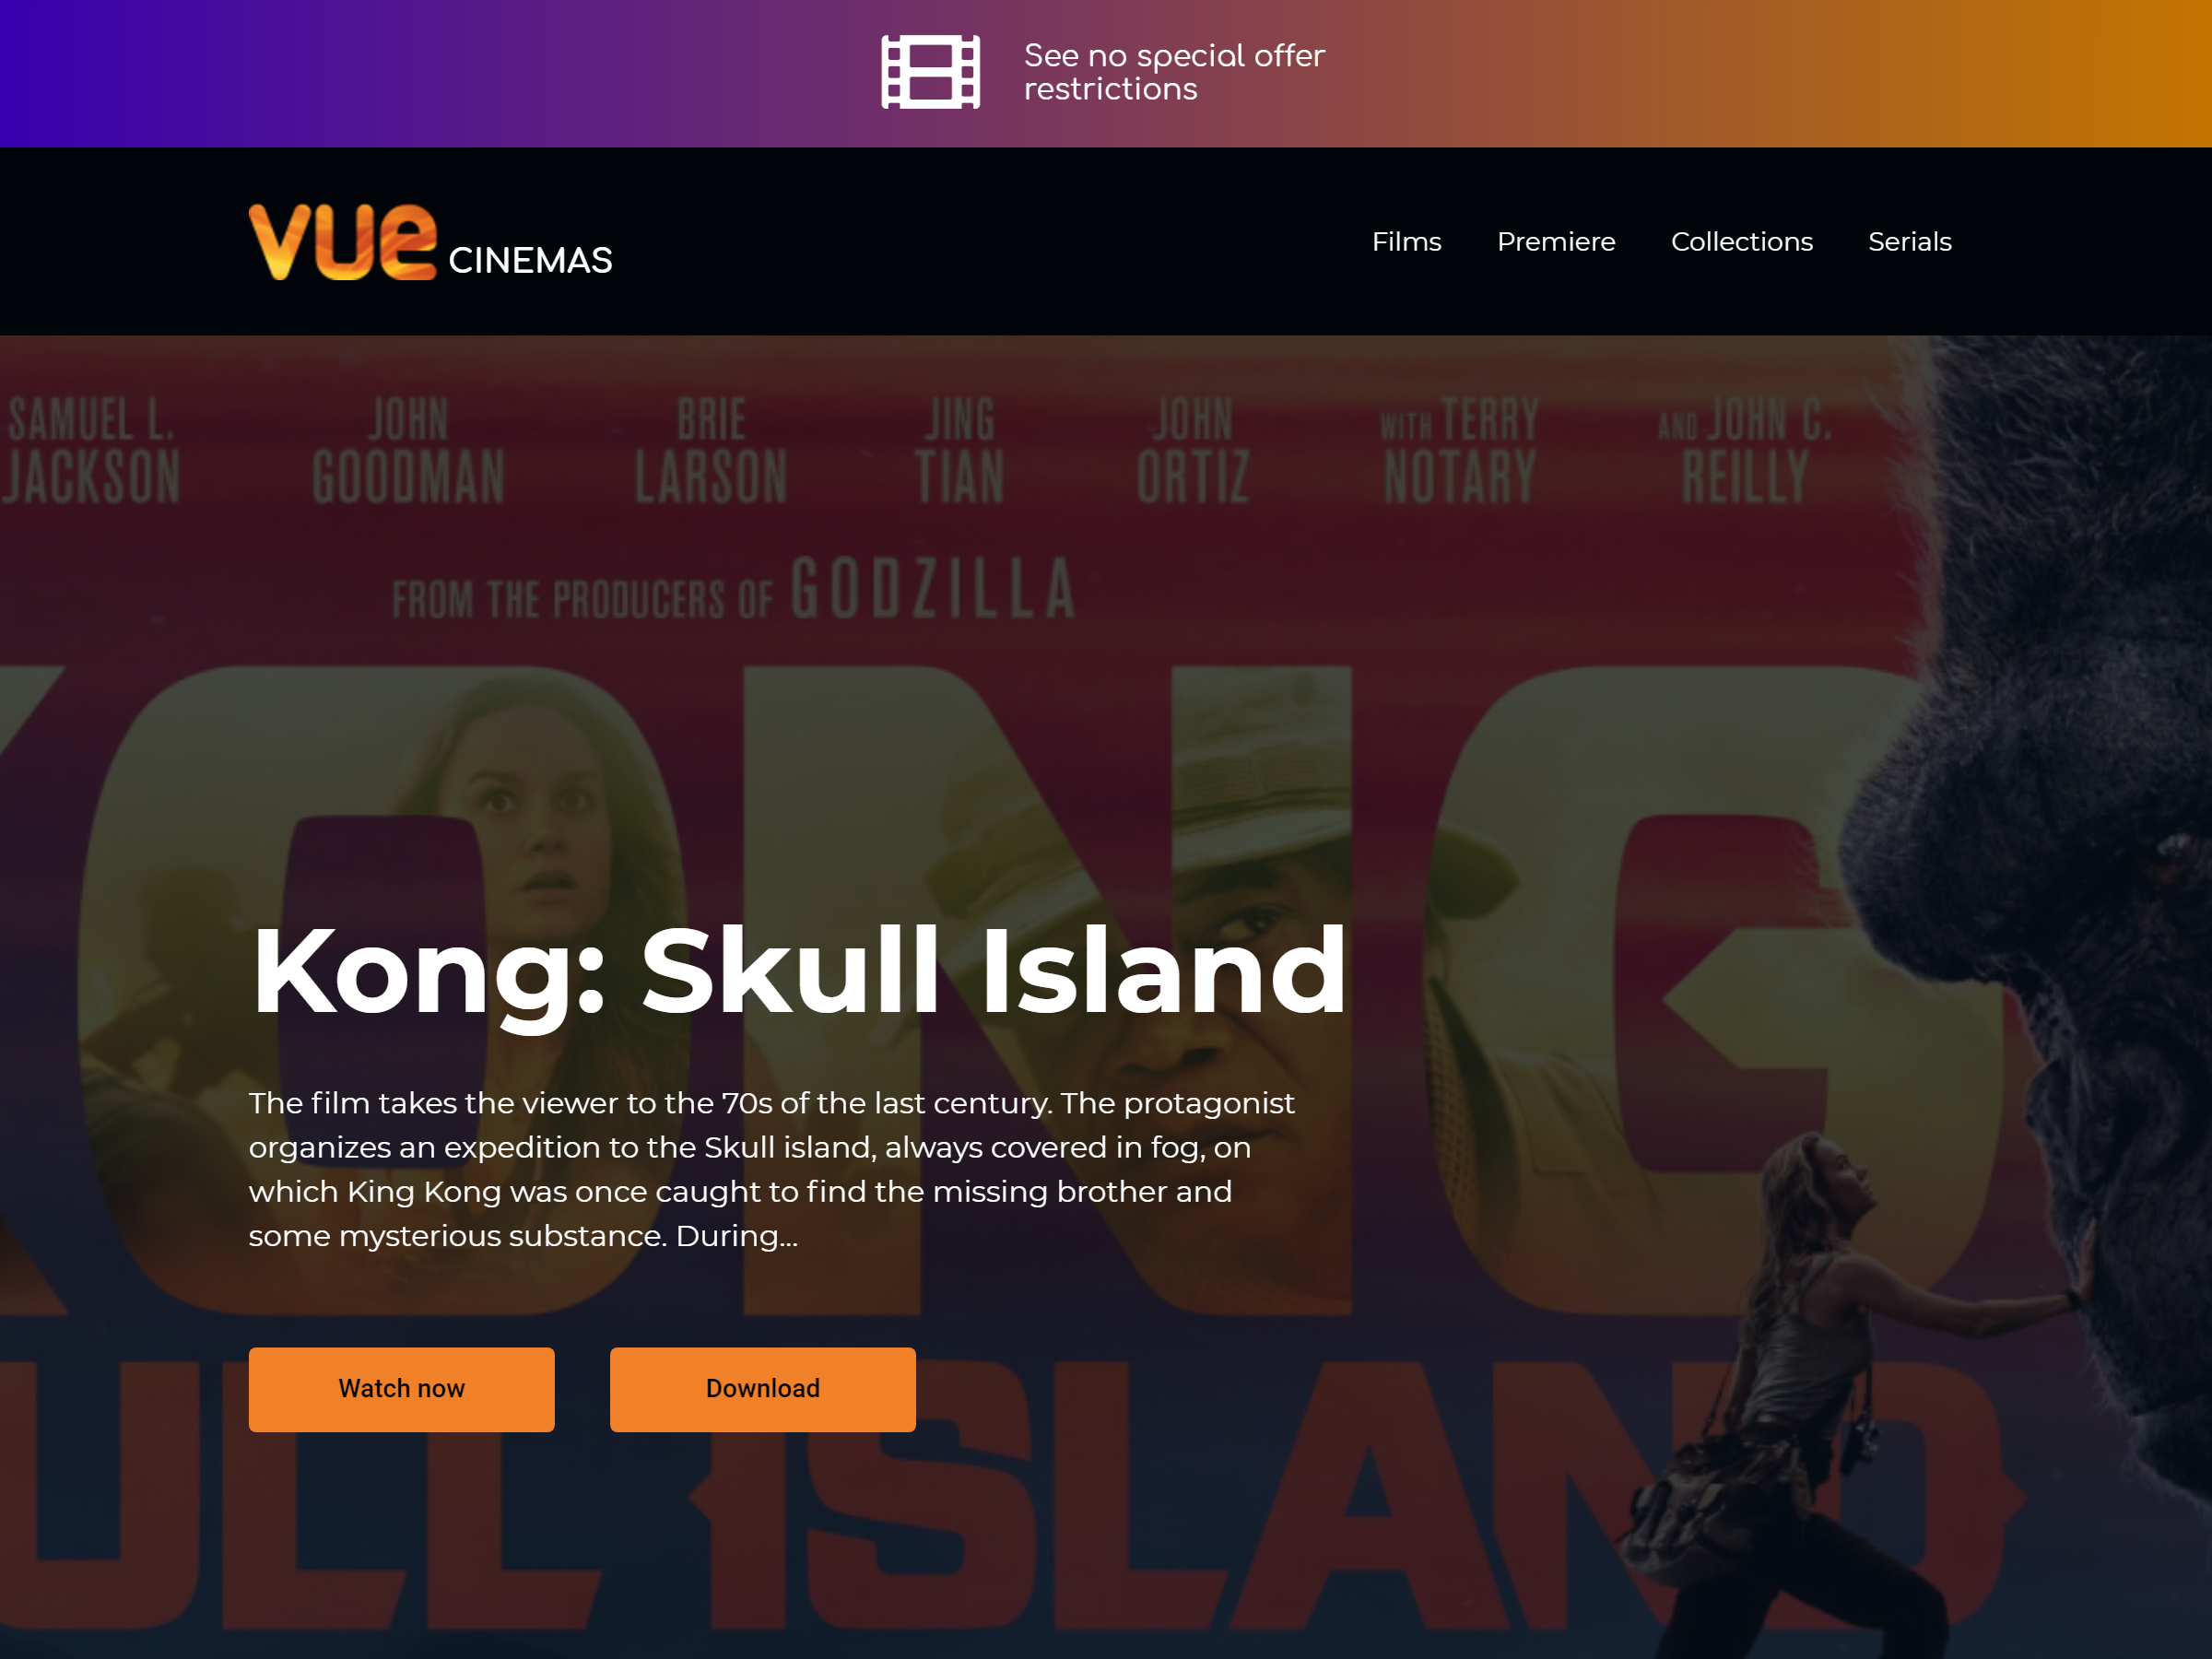 See no special offer
restrictions
vue CINEMAS
Films Premiere Collections Serials
SAMUEL L. JACKSON
JOHN GOODMAN
BRIE LARSON
JING TIAN
JOHN ORTIZ
WITH TERRY NOTARY
AND JOHN C. REILLY
FROM THE PRODUCERS OF GODZILLA
KONG
Kong: Skull Island
The film takes the viewer to the 70s of the last century. The protagonist
organizes an expedition to the Skull island, always covered in fog, on
which King Kong was once caught to find the missing brother and
some mysterious substance. During...
Watch now Download
ULL ISLAND